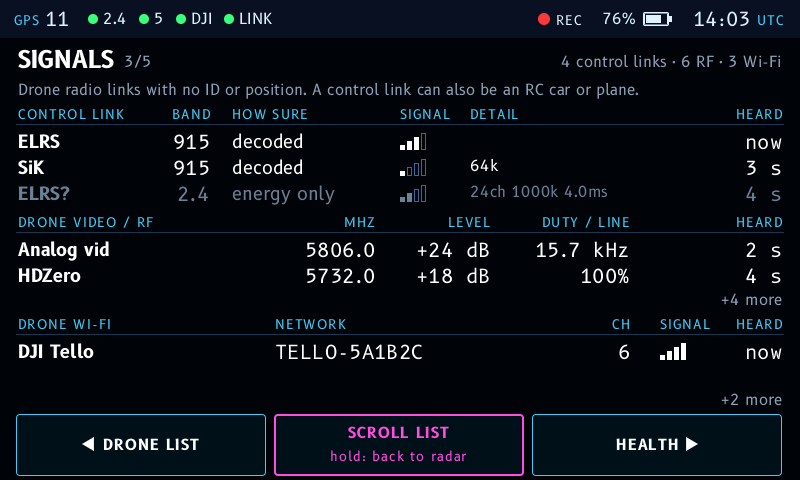 GPS 11 2.4 5 DJI LINK REC 76% 14:03 UTC
SIGNALS 3/5 4 control links · 6 RF · 3 Wi-Fi
Drone radio links with no ID or position. A control link can also be an RC car or plane.
CONTROL LINK BAND HOW SURE SIGNAL DETAIL HEARD
ELRS 915 decoded now
SiK 915 decoded 64k 3 s
ELRS? 2.4 energy only 24ch 1000k 4.0ms 4 s
DRONE VIDEO / RF MHZ LEVEL DUTY / LINE HEARD
Analog vid 5806.0 +24 dB 15.7 kHz 2 s
HDZero 5732.0 +18 dB 100% 4 s
+4 more
DRONE WI-FI NETWORK CH SIGNAL HEARD
DJI Tello TELLO-5A1B2C 6 now
+2 more
DRONE LIST SCROLL LIST HEALTH
hold: back to radar